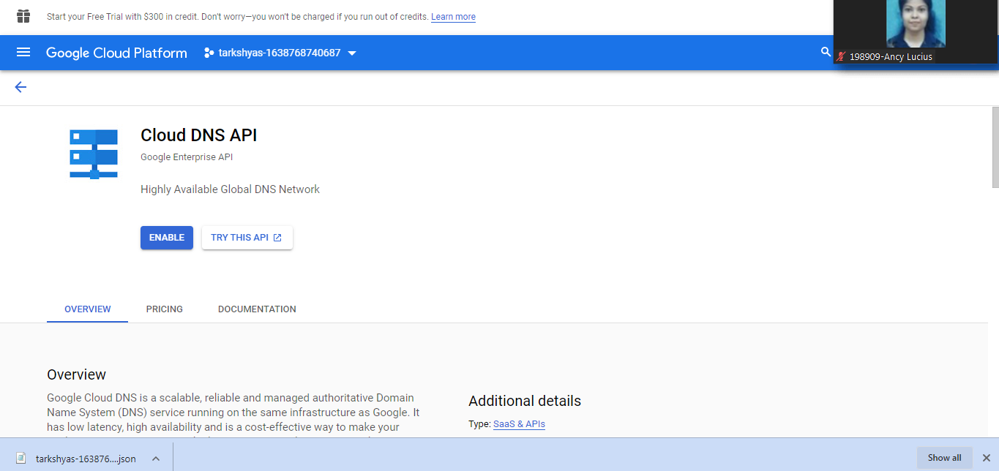 Start your Free Trial with $300 in credit. Don't worry—you won't be charged if you run out of credits. Learn more
Google Cloud Platform
tarkshyas-1638768740687
198909-Ancy Lucius
Cloud DNS API
Google Enterprise API
Highly Available Global DNS Network
ENABLE
TRY THIS API
OVERVIEW
PRICING
DOCUMENTATION
Overview
Google Cloud DNS is a scalable, reliable and managed authoritative Domain
Name System (DNS) service running on the same infrastructure as Google. It
has low latency, high availability and is a cost-effective way to make your
Additional details
Type: SaaS & APIs
tarkshyas-163876....json
Show all